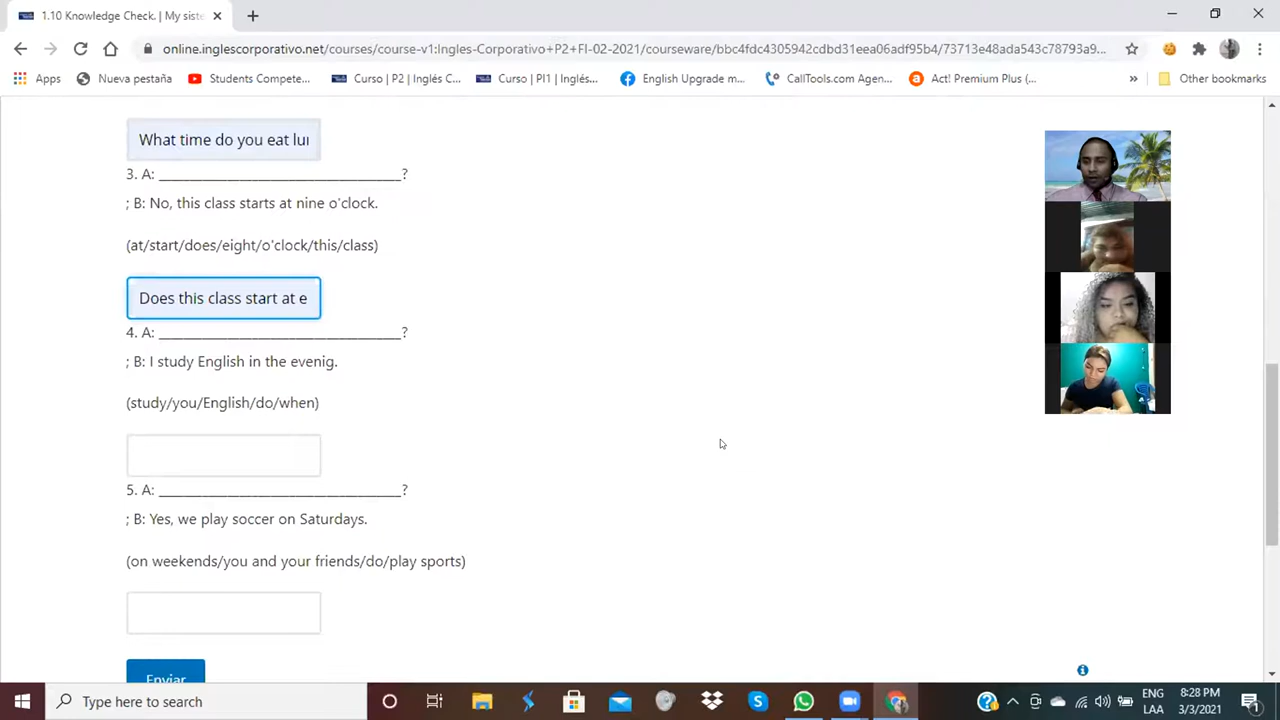 1.10 Knowledge Check. | My siste
online.inglescorporativo.net/courses/course-v1:Ingles-Corporativo+P2+FI-02-2021/courseware/bbc4fdc4305942cdbd31eea06adf95b4/73713e48ada543c78793a9...
Apps Nueva pestaña Students Compete... Curso | P2 | Inglés C... Curso | PI1 | Inglés... English Upgrade m... CallTools.com Agen... Act! Premium Plus (... » Other bookmarks
What time do you eat lun
3. A: ______________________________?
; B: No, this class starts at nine o'clock.
(at/start/does/eight/o'clock/this/class)
Does this class start at e
4. A: ______________________________?
; B: I study English in the evenig.
(study/you/English/do/when)
5. A: ______________________________?
; B: Yes, we play soccer on Saturdays.
(on weekends/you and your friends/do/play sports)
Enviar
Type here to search
ENG
LAA
8:28 PM
3/3/2021